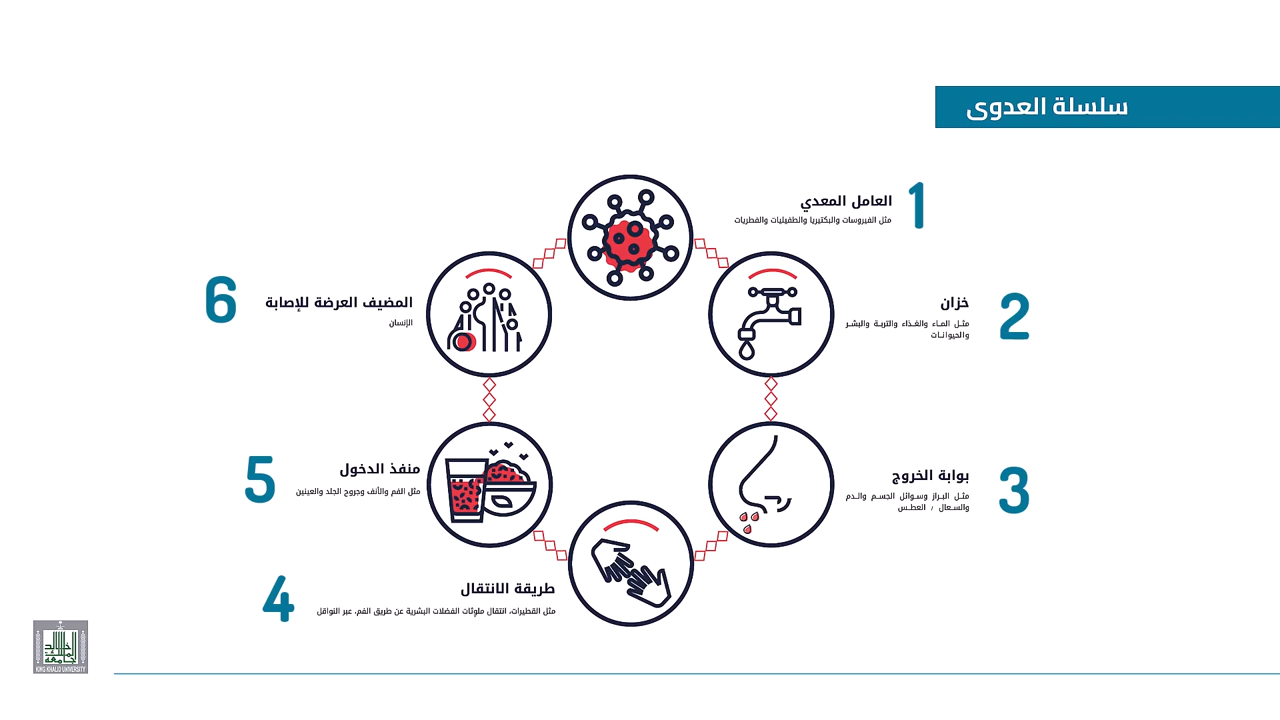 سلسلة العدوى
1
العامل المعدي
مثل الفيروسات والبكتيريا والطفيليات والفطريات
2
خزان
مثل الماء والغذاء والتربة والبشر
والحيوانات
3
بوابة الخروج
مثل البراز وسوائل الجسم والدم
والسعال / العطس
4
طريقة الانتقال
مثل القطيرات، انتقال ملوثات الفضلات البشرية عن طريق الفم، عبر النواقل
5
منفذ الدخول
مثل الفم والأنف وجروح الجلد والعينين
6
المضيف العرضة للإصابة
الإنسان
جامعة الملك خالد
KING KHALID UNIVERSITY